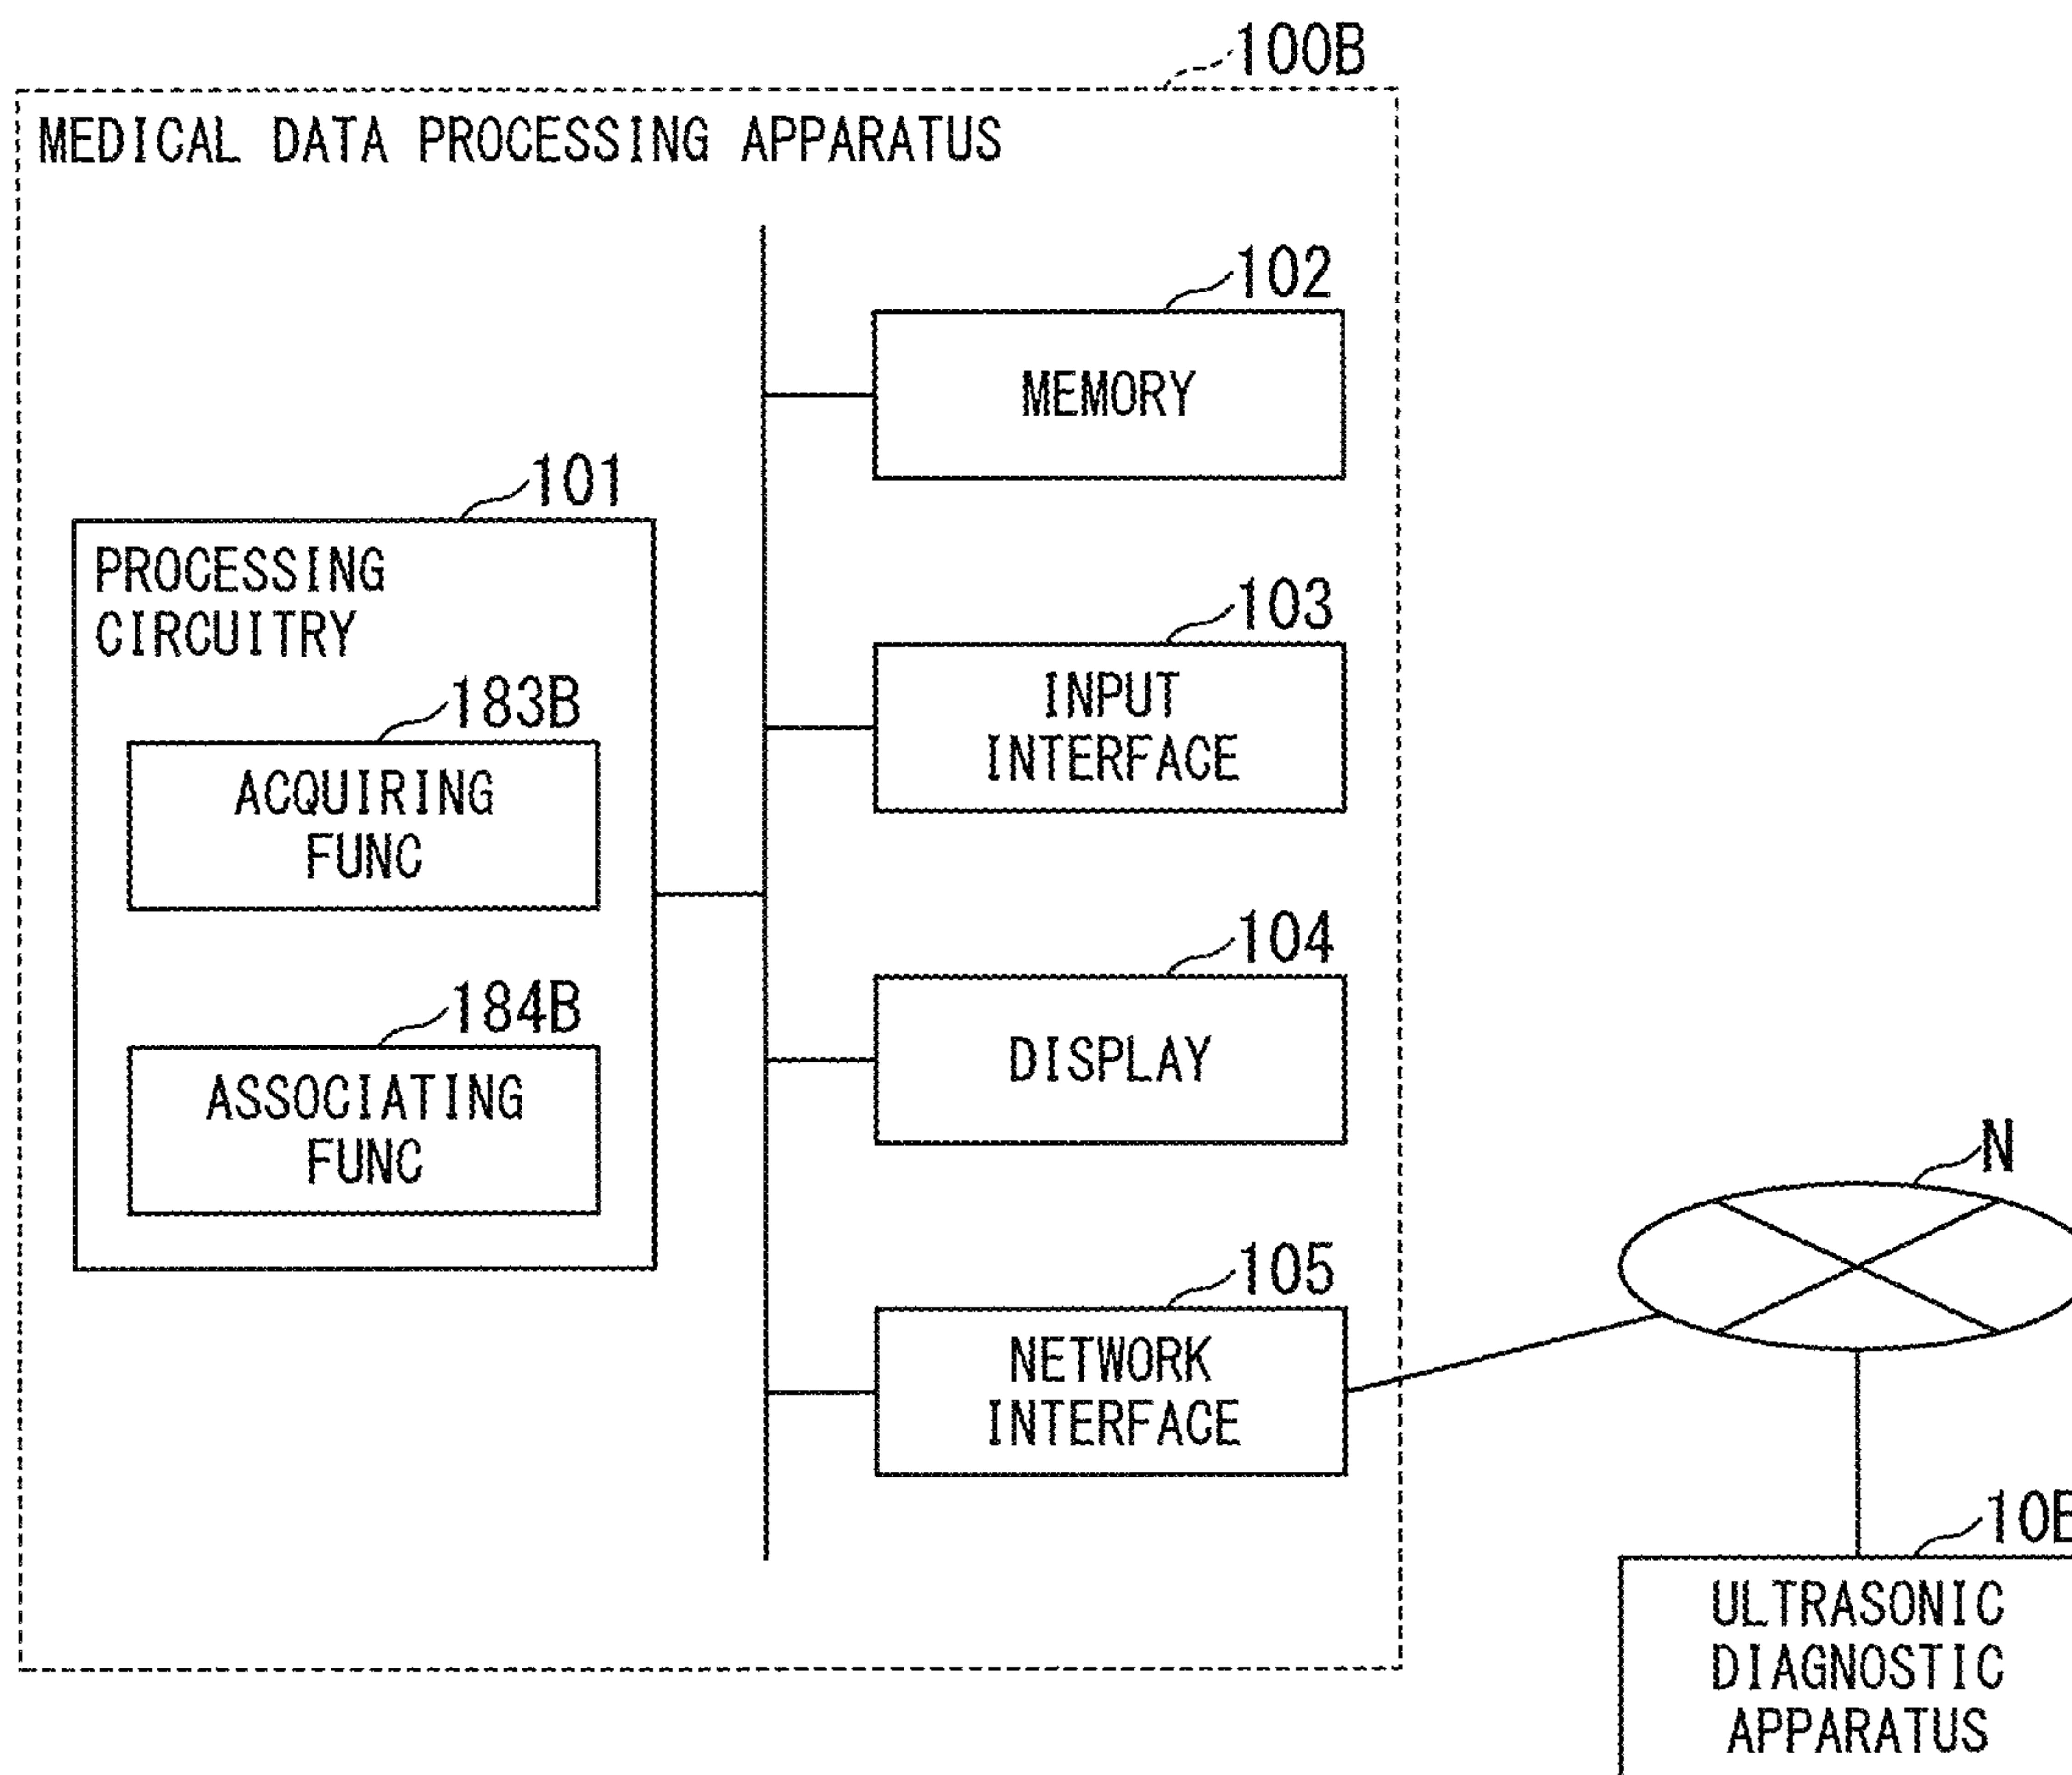 100B
MEDICAL DATA PROCESSING APPARATUS
102
MEMORY
101
PROCESSING
CIRCUITRY
103
INPUT
INTERFACE
183B
ACQUIRING
FUNC
104
DISPLAY
184B
ASSOCIATING
FUNC
N
105
NETWORK
INTERFACE
10B
ULTRASONIC
DIAGNOSTIC
APPARATUS